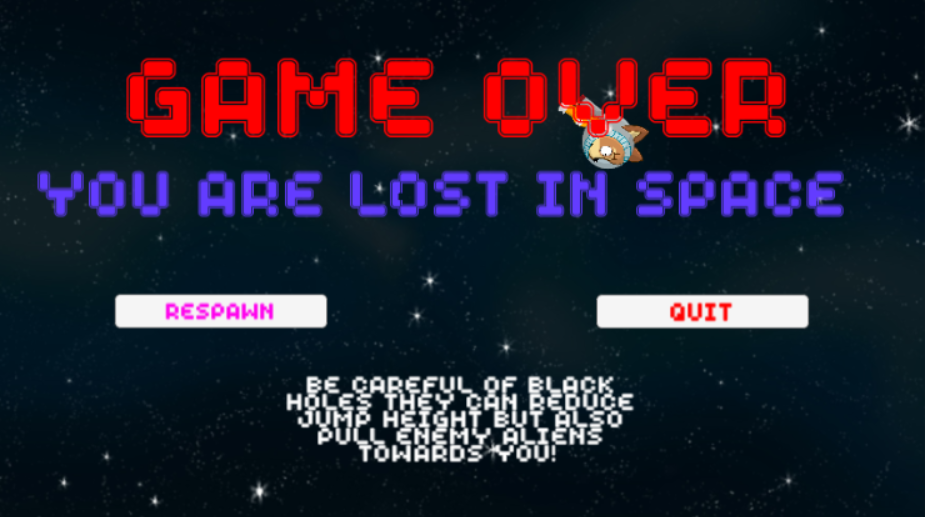 GAME OVER
YOU ARE LOST IN SPACE
RESPAWN
QUIT
BE CAREFUL OF BLACK
HOLES THEY CAN REDUCE
JUMP HEIGHT BUT ALSO
PULL ENEMY ALIENS
TOWARDS YOU!